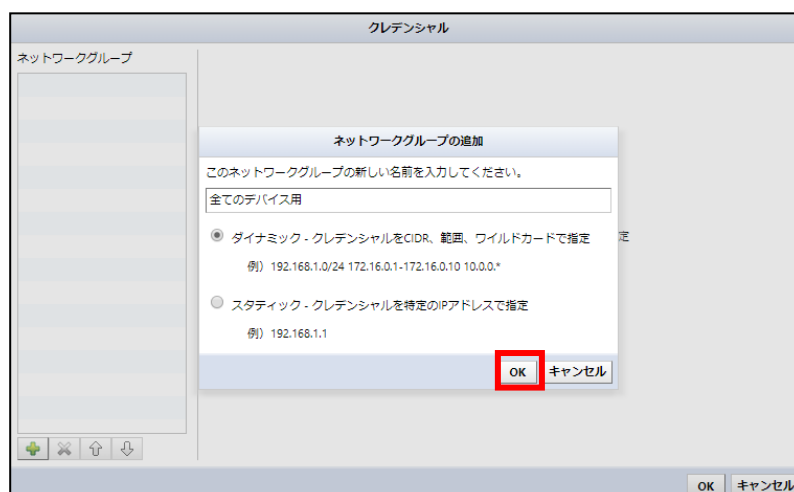 クレデンシャル
ネットワークグループ
ネットワークグループの追加
このネットワークグループの新しい名前を入力してください。
全てのデバイス用
ダイナミック - クレデンシャルをCIDR、範囲、ワイルドカードで指定
定
例）192.168.1.0/24 172.16.0.1-172.16.0.10 10.0.0.*
スタティック - クレデンシャルを特定のIPアドレスで指定
例）192.168.1.1
OK キャンセル
OK キャンセル